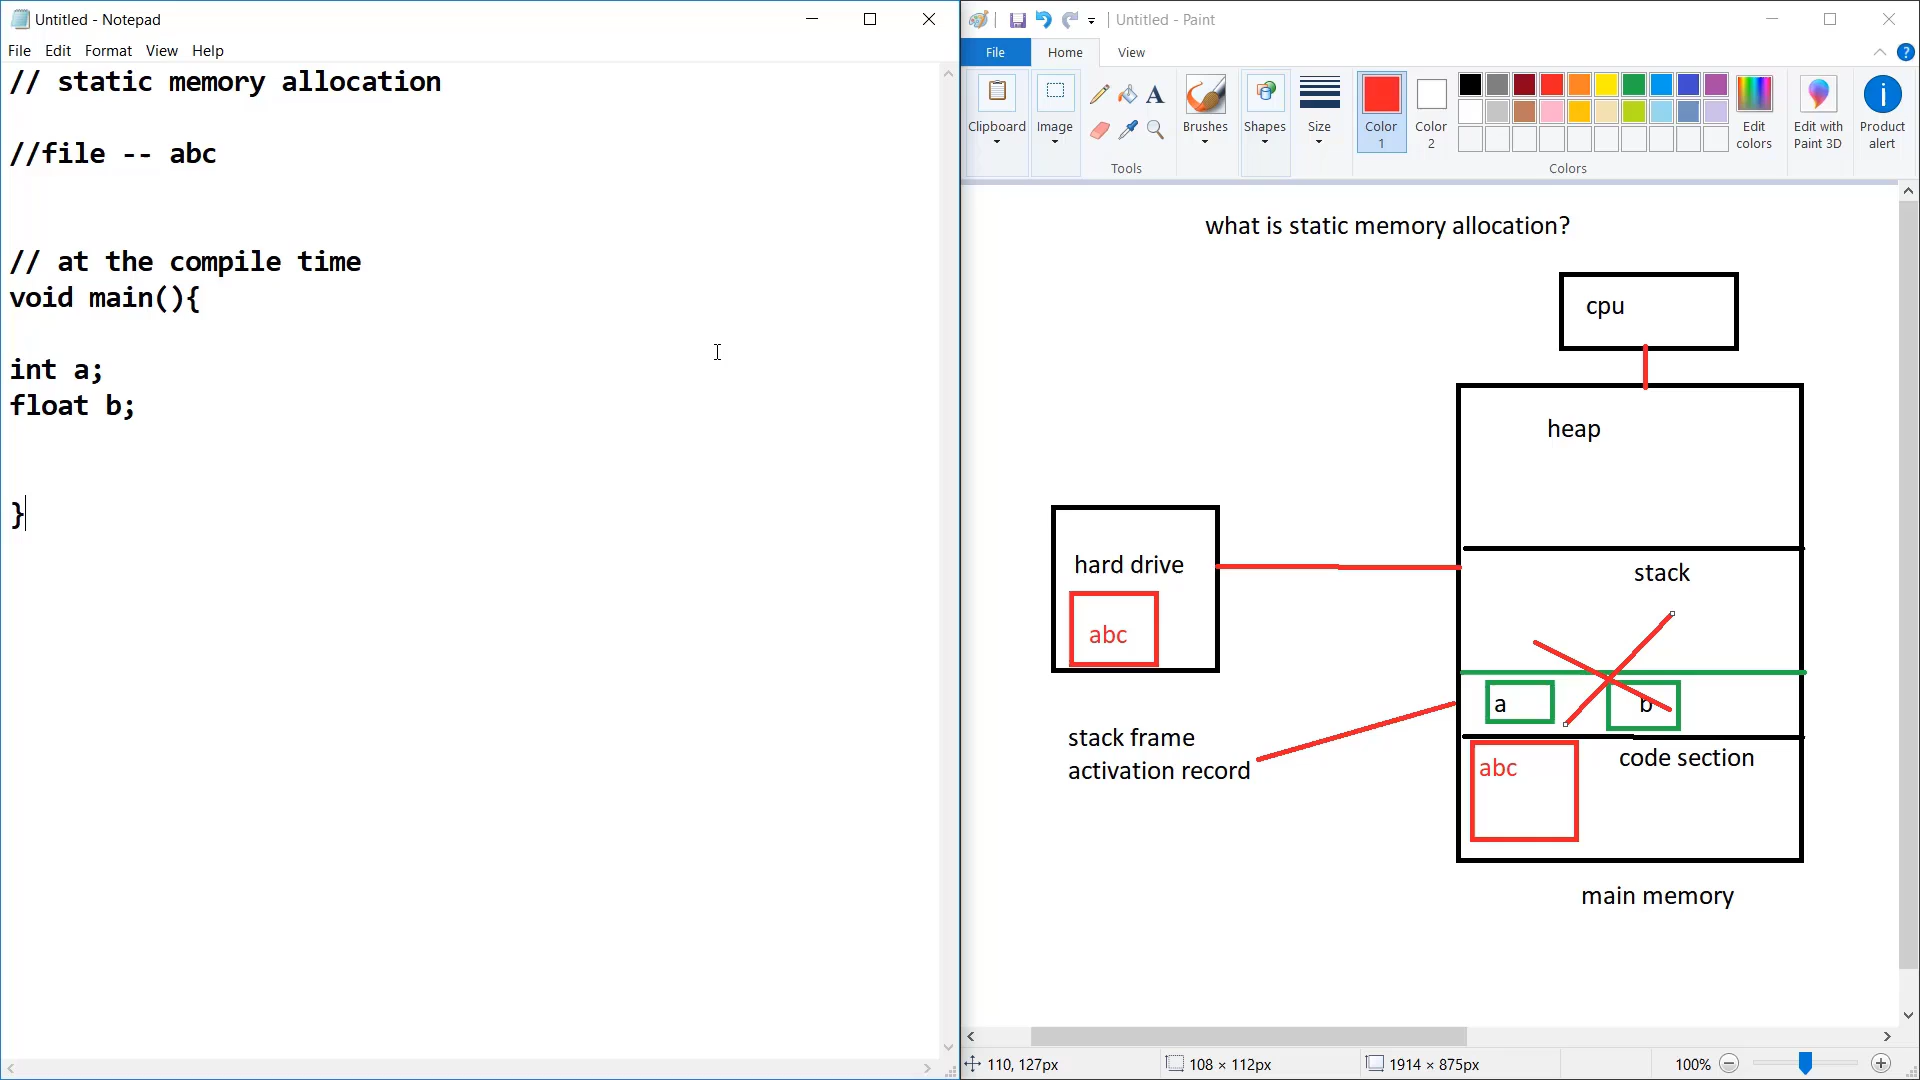 Untitled - Notepad
File Edit Format View Help
// static memory allocation
//file -- abc
// at the compile time
void main(){
int a;
float b;
}
Untitled - Paint
File Home View
Clipboard
Image
Tools
Brushes
Shapes
Size
Color 1
Color 2
Edit colors
Colors
Edit with Paint 3D
Product alert
what is static memory allocation?
cpu
heap
hard drive
abc
stack
a
b
stack frame
activation record
abc
code section
main memory
110, 127px
108 × 112px
1914 × 875px
100%